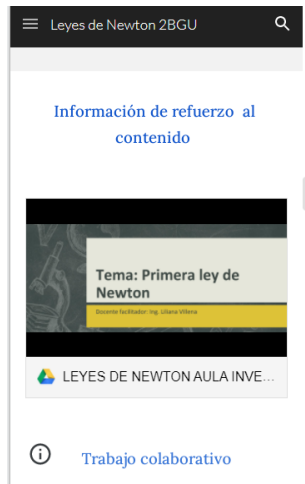 Leyes de Newton 2BGU
Información de refuerzo al
contenido
Tema: Primera ley de
Newton
Docente facilitador: Ing. Liliana Villena
LEYES DE NEWTON AULA INVE...
Trabajo colaborativo